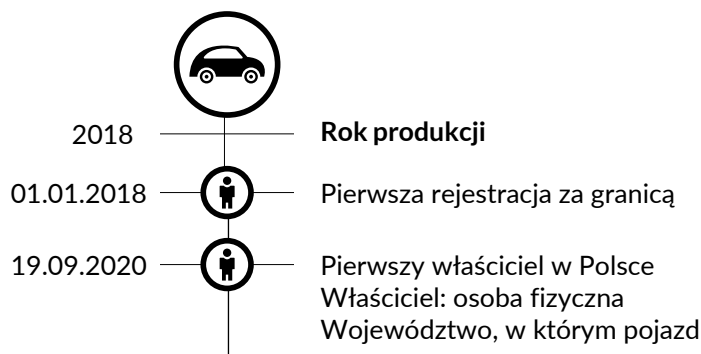 2018 Rok produkcji
01.01.2018 Pierwsza rejestracja za granicą
19.09.2020 Pierwszy właściciel w Polsce
Właściciel: osoba fizyczna
Województwo, w którym pojazd